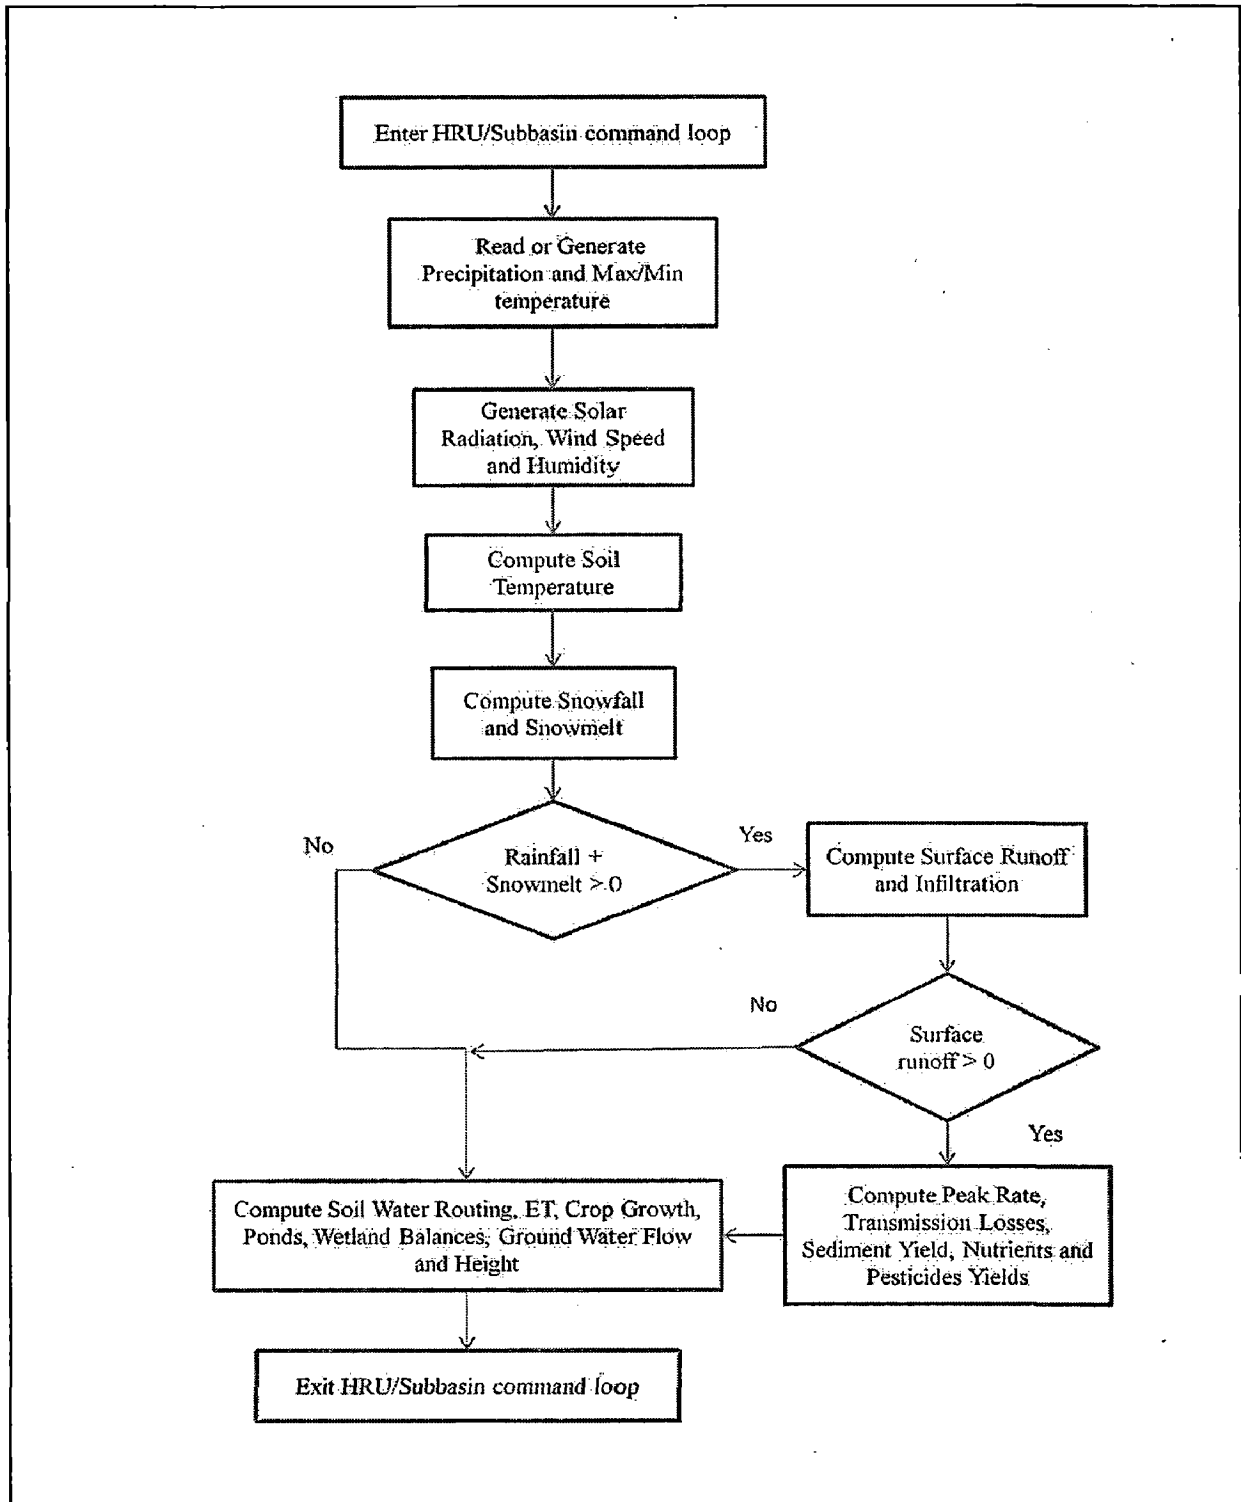 Enter HRU/Subbasin command loop
Read or Generate
Precipitation and Max/Min
temperature
Generate Solar
Radiation, Wind Speed
and Humidity
Compute Soil
Temperature
Compute Snowfall
and Snowmelt
No
Rainfall +
Snowmelt > 0
Yes
Compute Surface Runoff
and Infiltration
No
Surface
runoff > 0
Yes
Compute Peak Rate,
Transmission Losses,
Sediment Yield, Nutrients and
Pesticides Yields
Compute Soil Water Routing, ET, Crop Growth,
Ponds, Wetland Balances, Ground Water Flow
and Height
Exit HRU/Subbasin command loop